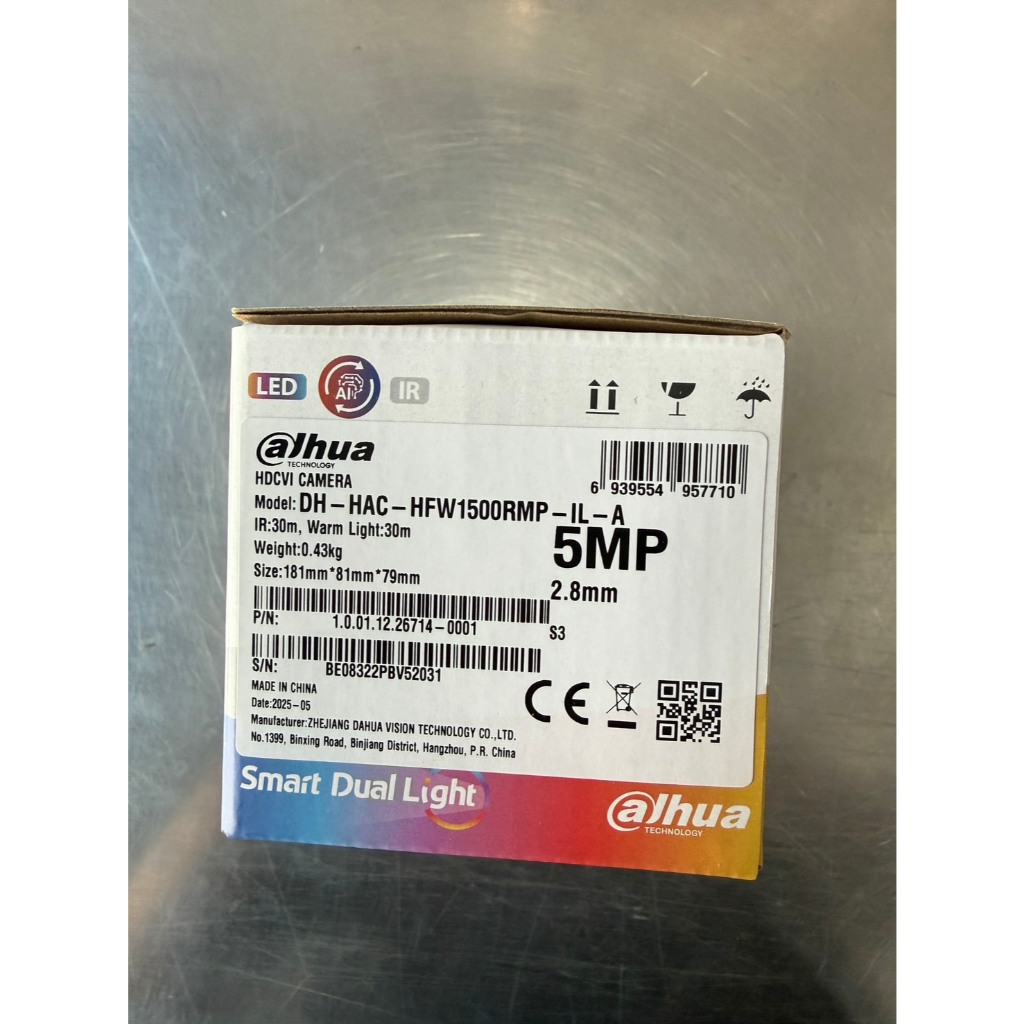 LED AI IR
alhua
TECHNOLOGY
HDCVI CAMERA
Model: DH-HAC-HFW1500RMP-IL-A
IR:30m, Warm Light:30m
Weight:0.43kg
Size:181mm*81mm*79mm
6 939554 957710
5MP
2.8mm
P/N: 1.0.01.12.26714-0001
S3
S/N: BE08322PBV52031
MADE IN CHINA
Date:2025-05
Manufacturer:ZHEJIANG DAHUA VISION TECHNOLOGY CO.,LTD.
No.1399, Binxing Road, Binjiang District, Hangzhou, P.R. China
CE
Smart Dual Light
alhua
TECHNOLOGY